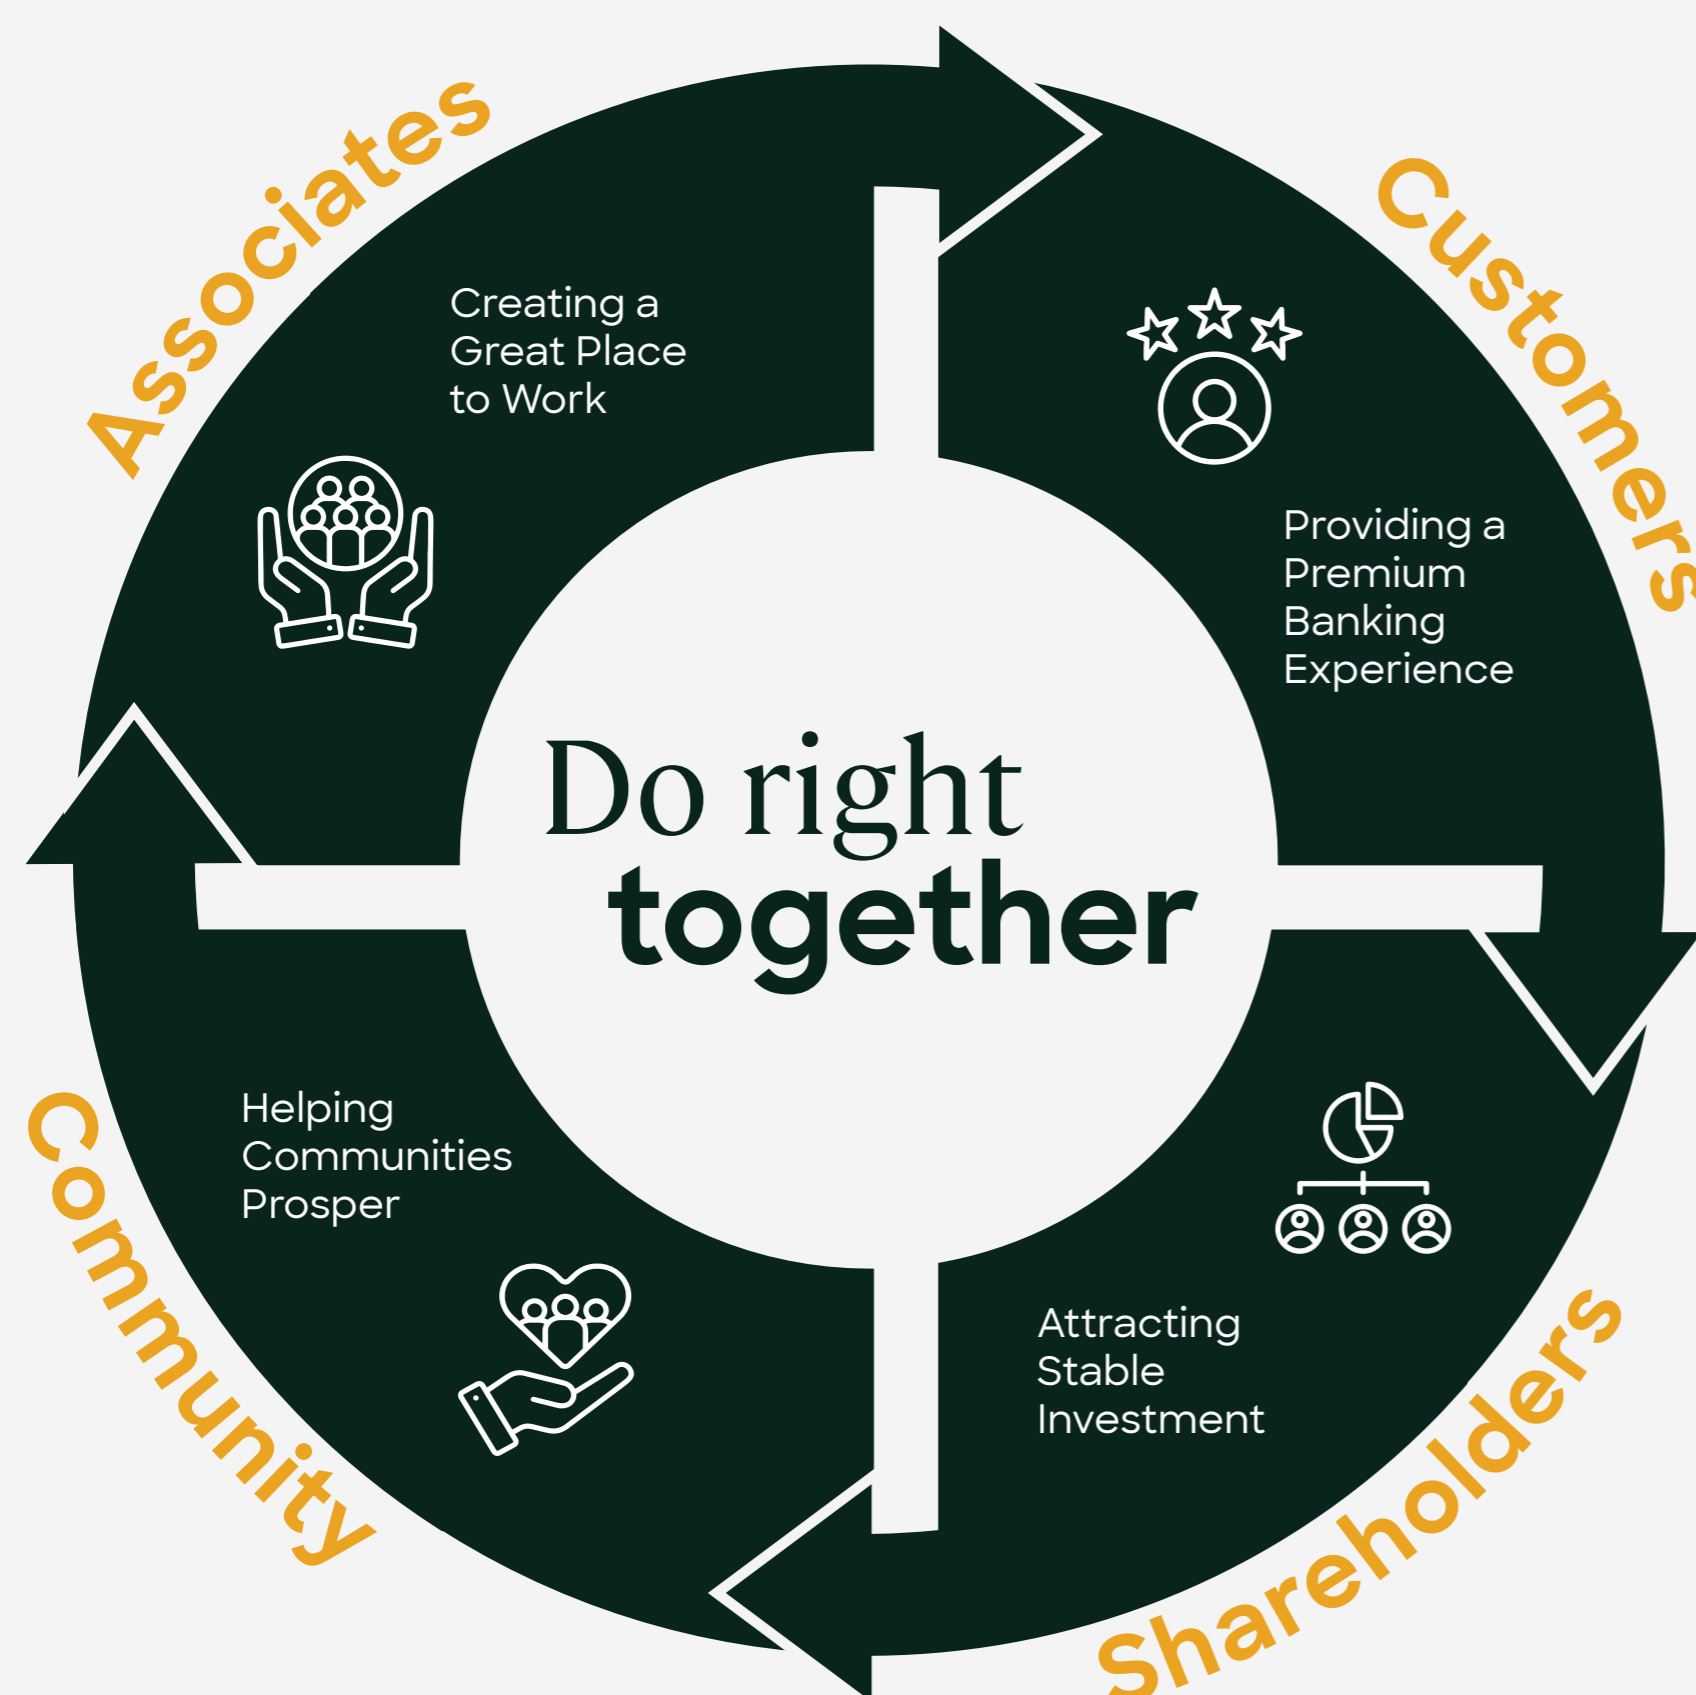 Associates
Creating a
Great Place
to Work
Customers
Providing a
Premium
Banking
Experience
Do right
together
Helping
Communities
Prosper
Community
Attracting
Stable
Investment
Shareholders